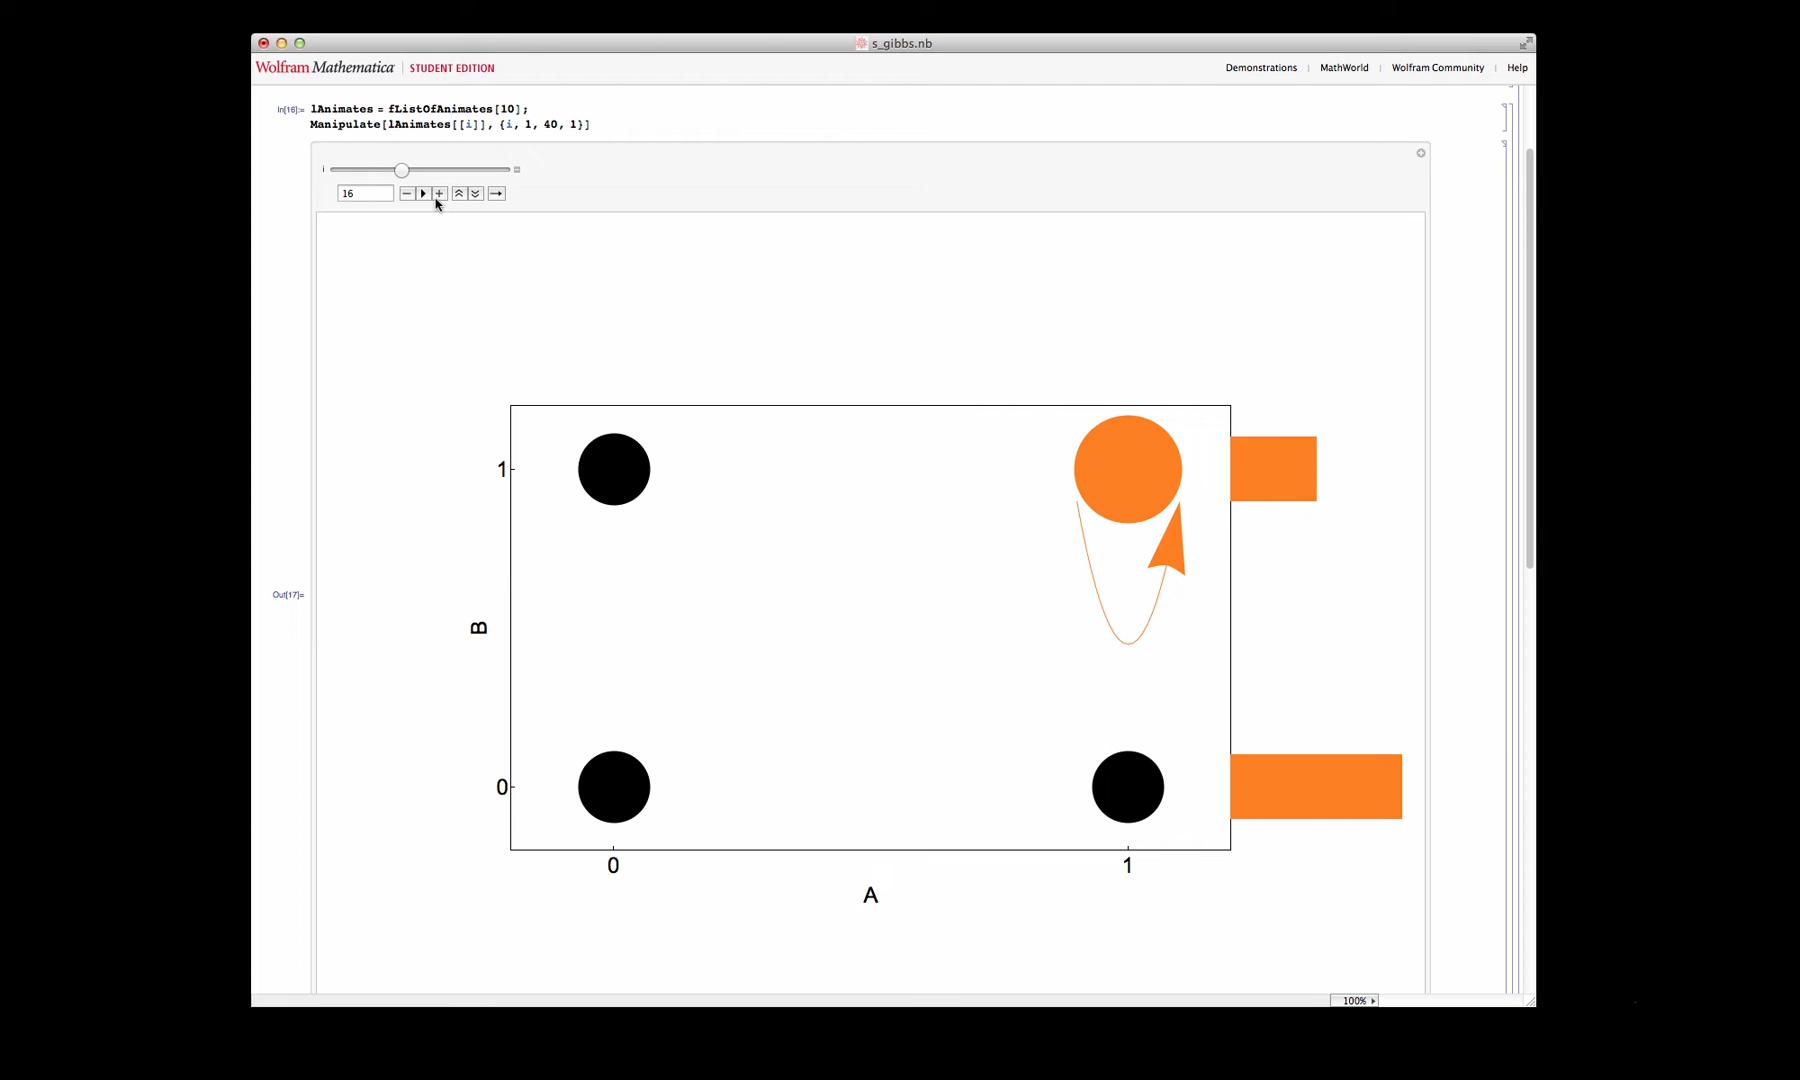 s_gibbs.nb
Wolfram Mathematica | STUDENT EDITION
Demonstrations | MathWorld | Wolfram Community | Help
In[16]:= lAnimates = fListOfAnimates[10];
Manipulate[lAnimates[[i]], {i, 1, 40, 1}]
i
16
1
Out[17]=
B
0
0 1
A
100%